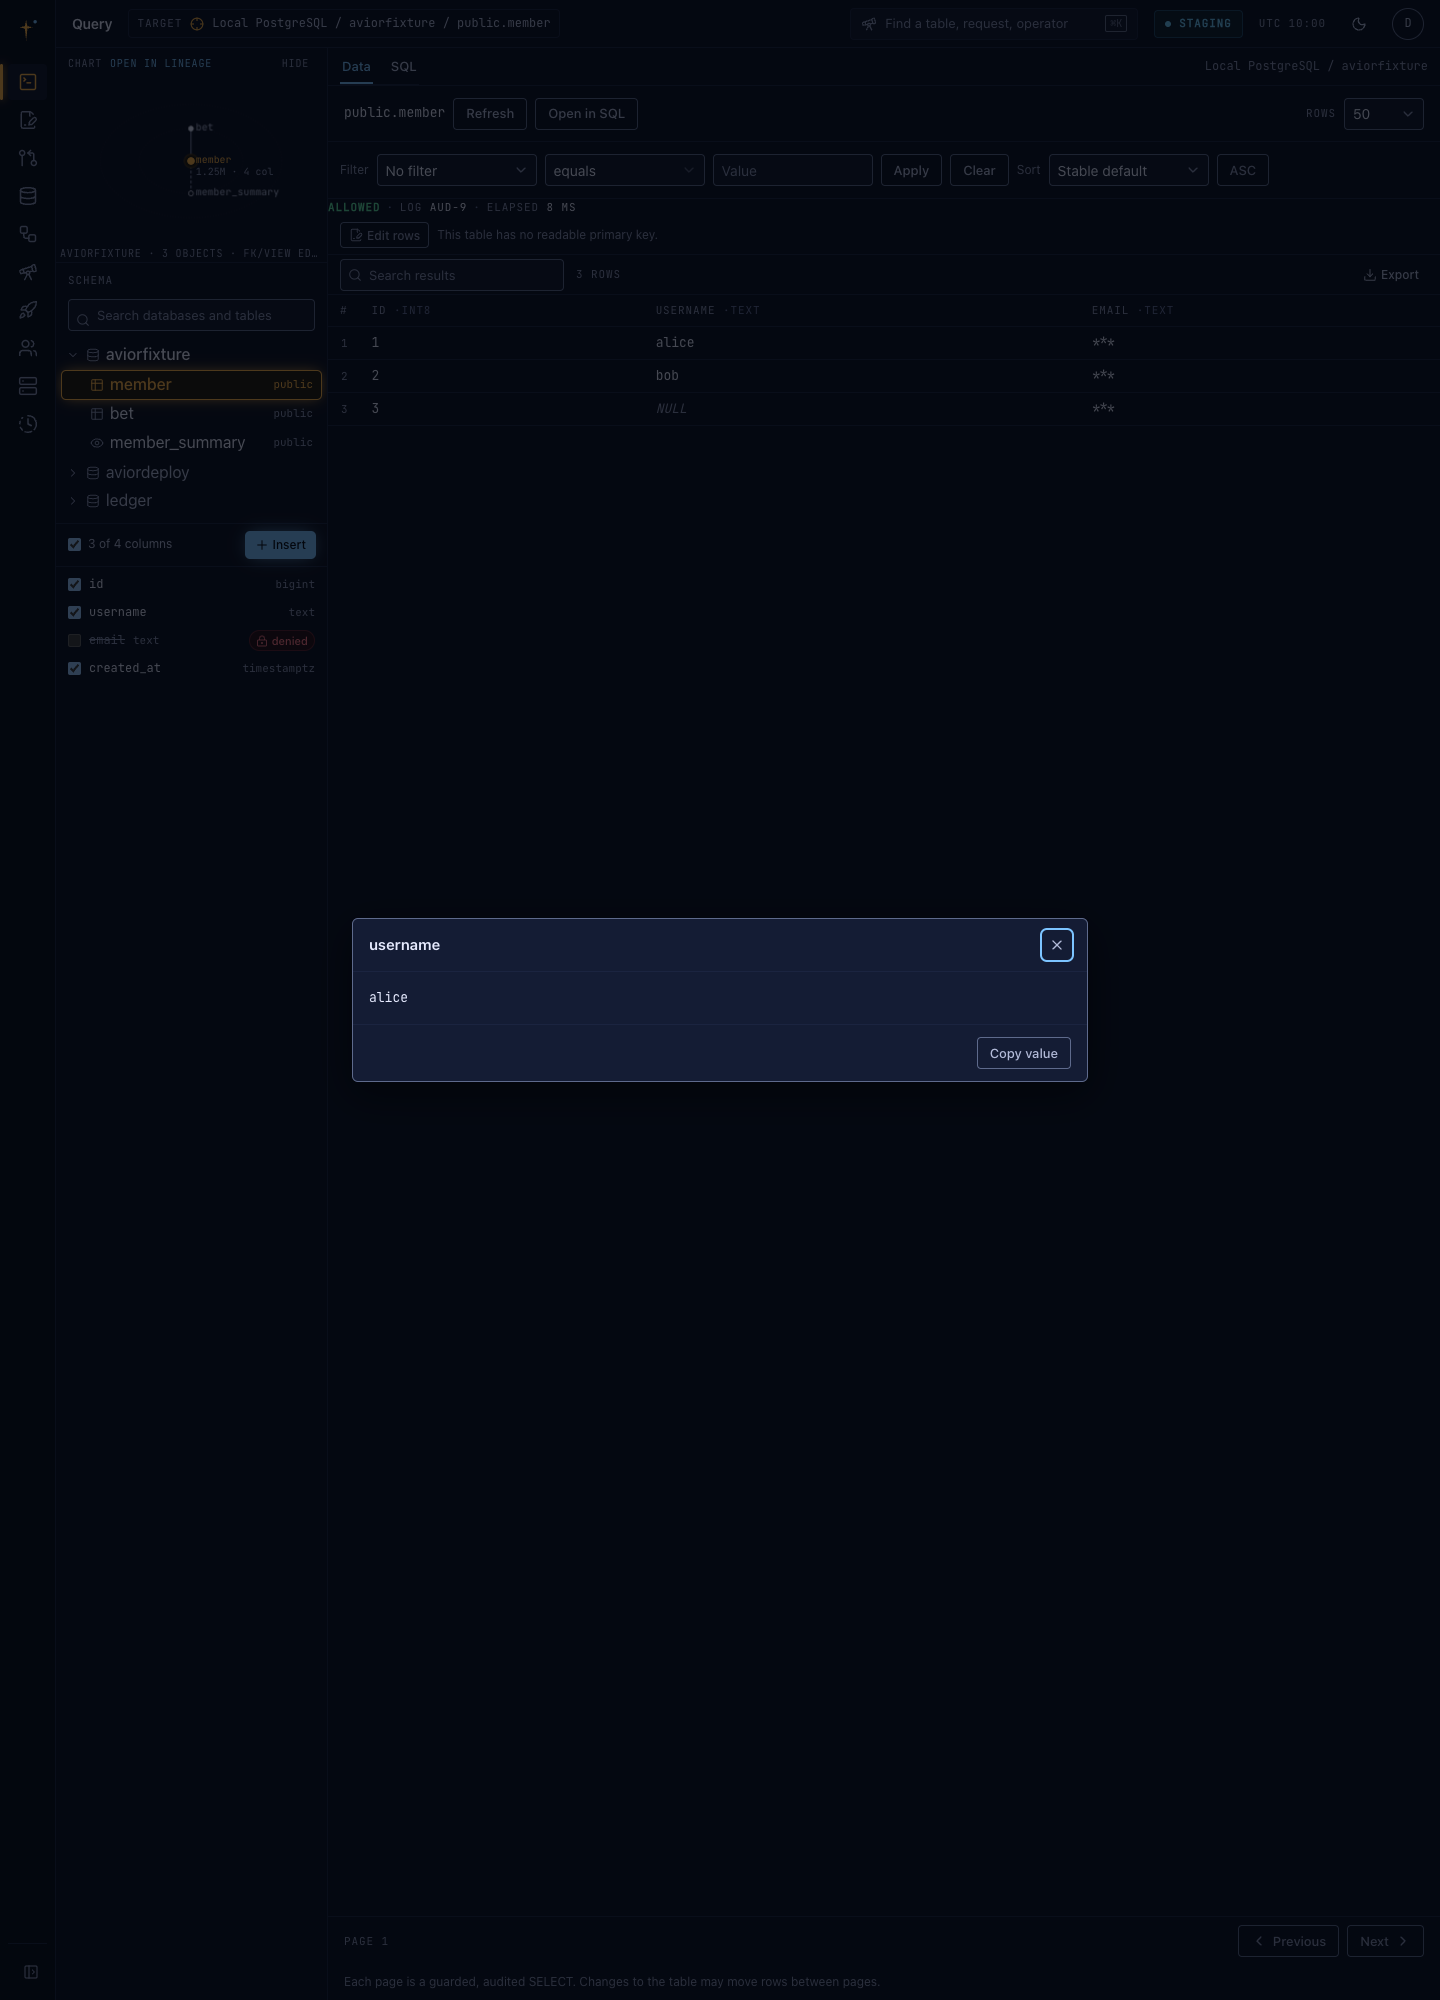 Query
TARGET Local PostgreSQL / aviorfixture / public.member
Find a table, request, operator ⌘K
STAGING
UTC 10:00
D
CHART OPEN IN LINEAGE HIDE
bet
member
1.25M · 4 col
member_summary
AVIORFIXTURE · 3 OBJECTS · FK/VIEW ED…
SCHEMA
Search databases and tables
aviorfixture
member public
bet public
member_summary public
aviordeploy
ledger
3 of 4 columns
Insert
id bigint
username text
email text denied
created_at timestamptz
Data SQL
Local PostgreSQL / aviorfixture
public.member Refresh Open in SQL
ROWS 50
Filter No filter equals Value Apply Clear Sort Stable default ASC
ALLOWED · LOG AUD-9 · ELAPSED 8 MS
Edit rows This table has no readable primary key.
Search results 3 ROWS Export
# ID ·INT8 USERNAME ·TEXT EMAIL ·TEXT
1 1 alice ***
2 2 bob ***
3 3 NULL ***
username
alice
Copy value
PAGE 1
Previous Next
Each page is a guarded, audited SELECT. Changes to the table may move rows between pages.